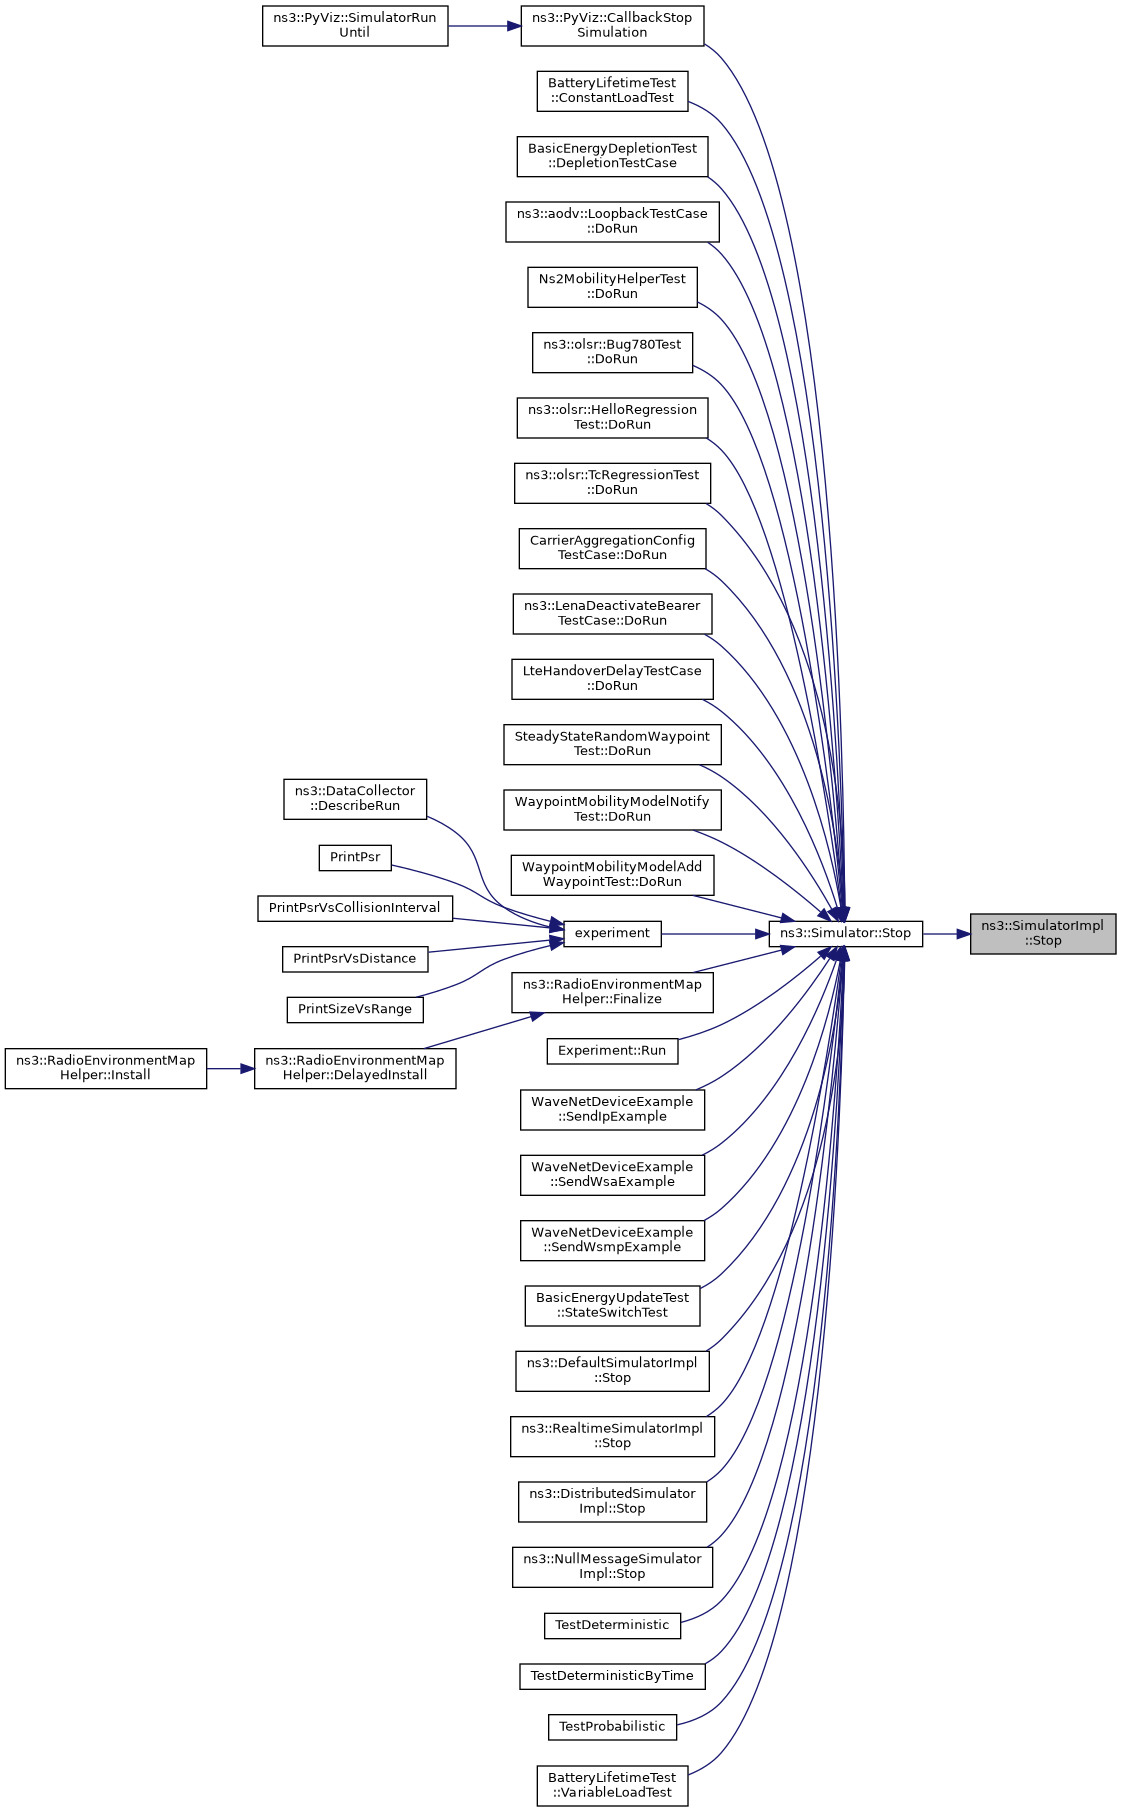 ns3::PyViz::SimulatorRun
Until
ns3::PyViz::CallbackStop
Simulation
BatteryLifetimeTest
::ConstantLoadTest
BasicEnergyDepletionTest
::DepletionTestCase
ns3::aodv::LoopbackTestCase
::DoRun
Ns2MobilityHelperTest
::DoRun
ns3::olsr::Bug780Test
::DoRun
ns3::olsr::HelloRegression
Test::DoRun
ns3::olsr::TcRegressionTest
::DoRun
CarrierAggregationConfig
TestCase::DoRun
ns3::LenaDeactivateBearer
TestCase::DoRun
LteHandoverDelayTestCase
::DoRun
SteadyStateRandomWaypoint
Test::DoRun
ns3::DataCollector
::DescribeRun
WaypointMobilityModelNotify
Test::DoRun
PrintPsr
WaypointMobilityModelAdd
WaypointTest::DoRun
PrintPsrVsCollisionInterval
experiment
ns3::Simulator::Stop
ns3::SimulatorImpl
::Stop
PrintPsrVsDistance
ns3::RadioEnvironmentMap
Helper::Finalize
PrintSizeVsRange
Experiment::Run
ns3::RadioEnvironmentMap
Helper::Install
ns3::RadioEnvironmentMap
Helper::DelayedInstall
WaveNetDeviceExample
::SendIpExample
WaveNetDeviceExample
::SendWsaExample
WaveNetDeviceExample
::SendWsmpExample
BasicEnergyUpdateTest
::StateSwitchTest
ns3::DefaultSimulatorImpl
::Stop
ns3::RealtimeSimulatorImpl
::Stop
ns3::DistributedSimulator
Impl::Stop
ns3::NullMessageSimulator
Impl::Stop
TestDeterministic
TestDeterministicByTime
TestProbabilistic
BatteryLifetimeTest
::VariableLoadTest